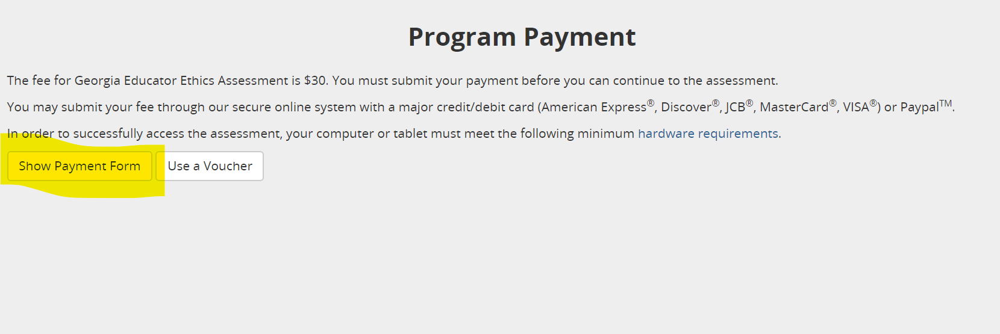 Program Payment
The fee for Georgia Educator Ethics Assessment is $30. You must submit your payment before you can continue to the assessment.
You may submit your fee through our secure online system with a major credit/debit card (American Express®, Discover®, JCB®, MasterCard®, VISA®) or Paypal™.
In order to successfully access the assessment, your computer or tablet must meet the following minimum hardware requirements.
Show Payment Form Use a Voucher